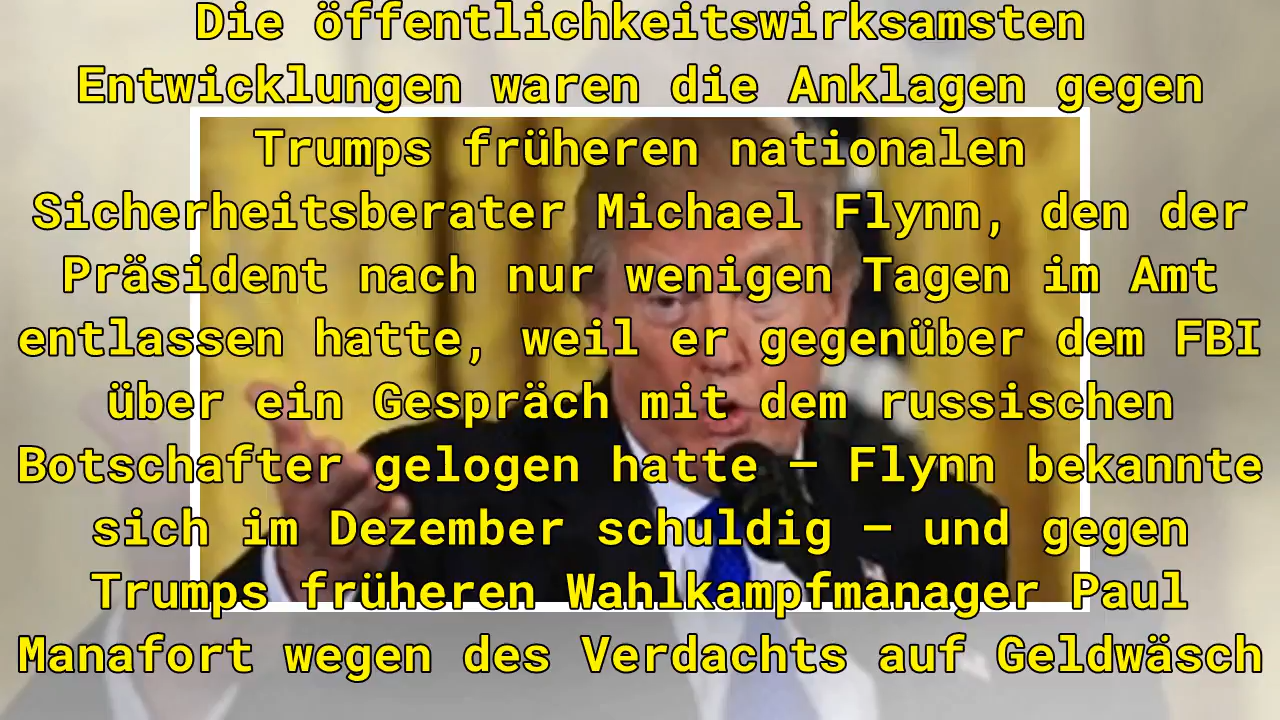 Die öffentlichkeitswirksamsten
Entwicklungen waren die Anklagen gegen
Trumps früheren nationalen
Sicherheitsberater Michael Flynn, den der
Präsident nach nur wenigen Tagen im Amt
entlassen hatte, weil er gegenüber dem FBI
über ein Gespräch mit dem russischen
Botschafter gelogen hatte – Flynn bekannte
sich im Dezember schuldig – und gegen
Trumps früheren Wahlkampfmanager Paul
Manafort wegen des Verdachts auf Geldwäsch